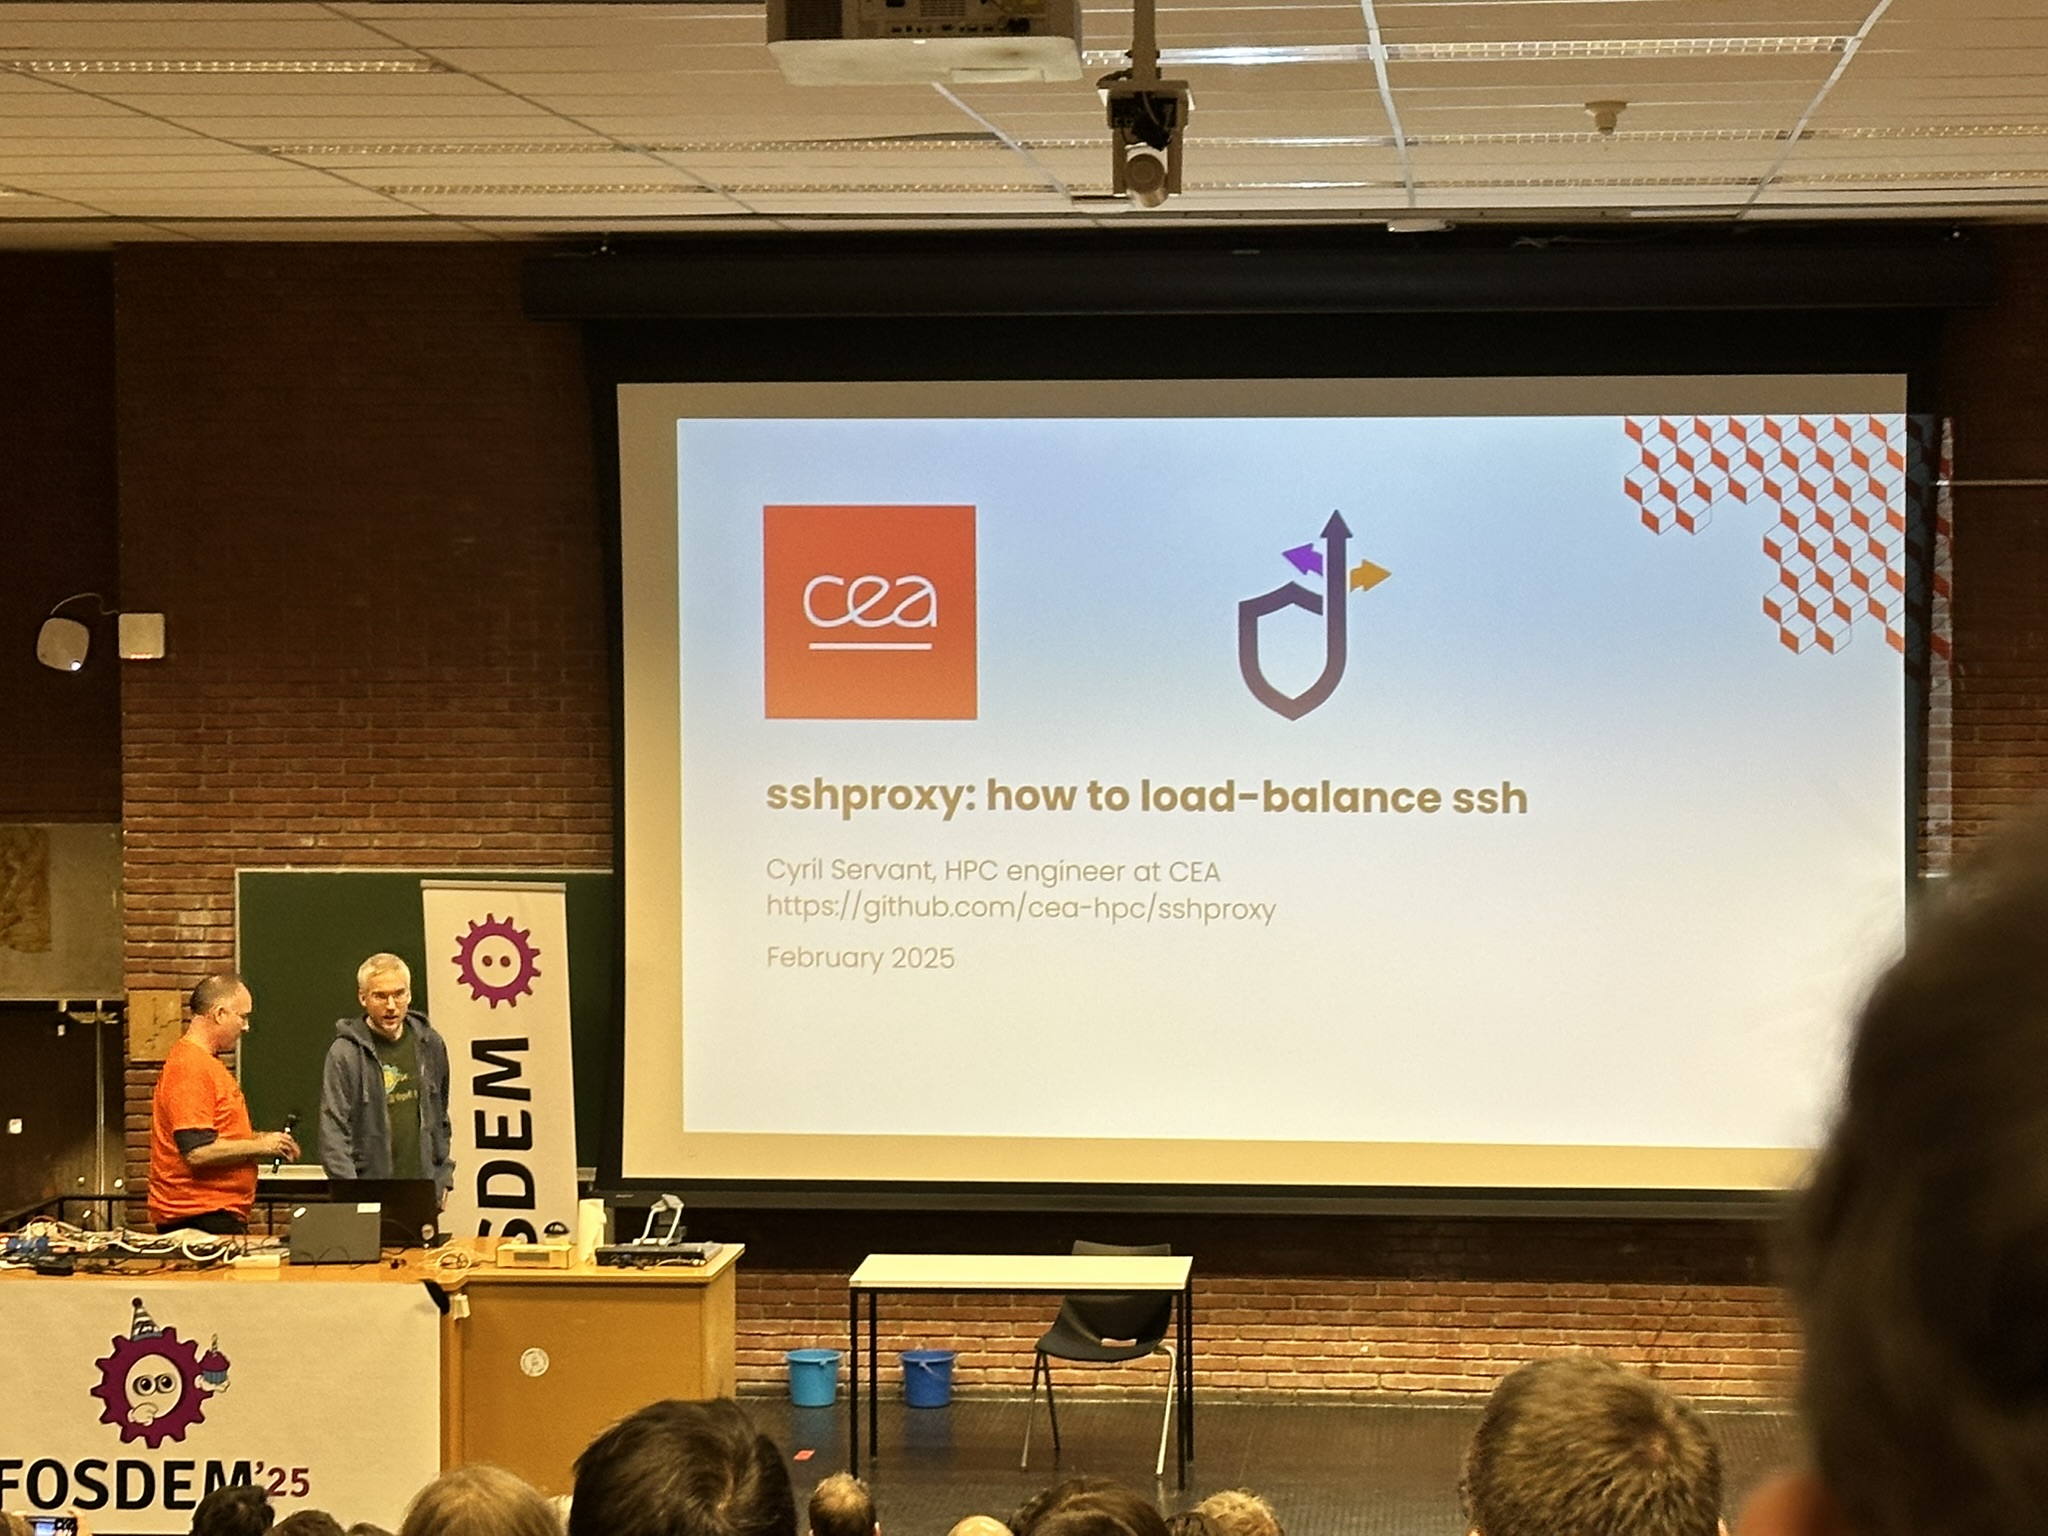 cea
sshproxy: how to load-balance ssh
Cyril Servant, HPC engineer at CEA
https://github.com/cea-hpc/sshproxy
February 2025
SDEM
FOSDEM'25